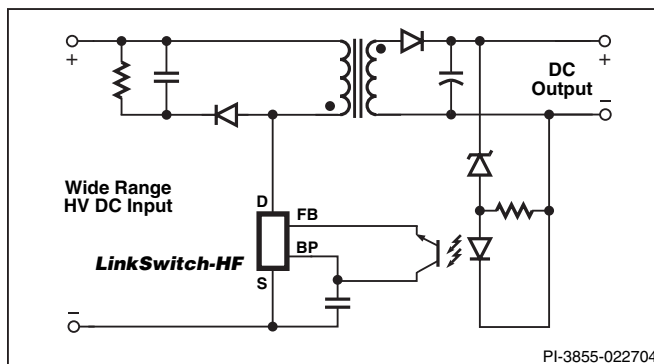 +
+
DC
Output
−
Wide Range
HV DC Input
D
FB
BP
LinkSwitch-HF
S
−
PI-3855-022704